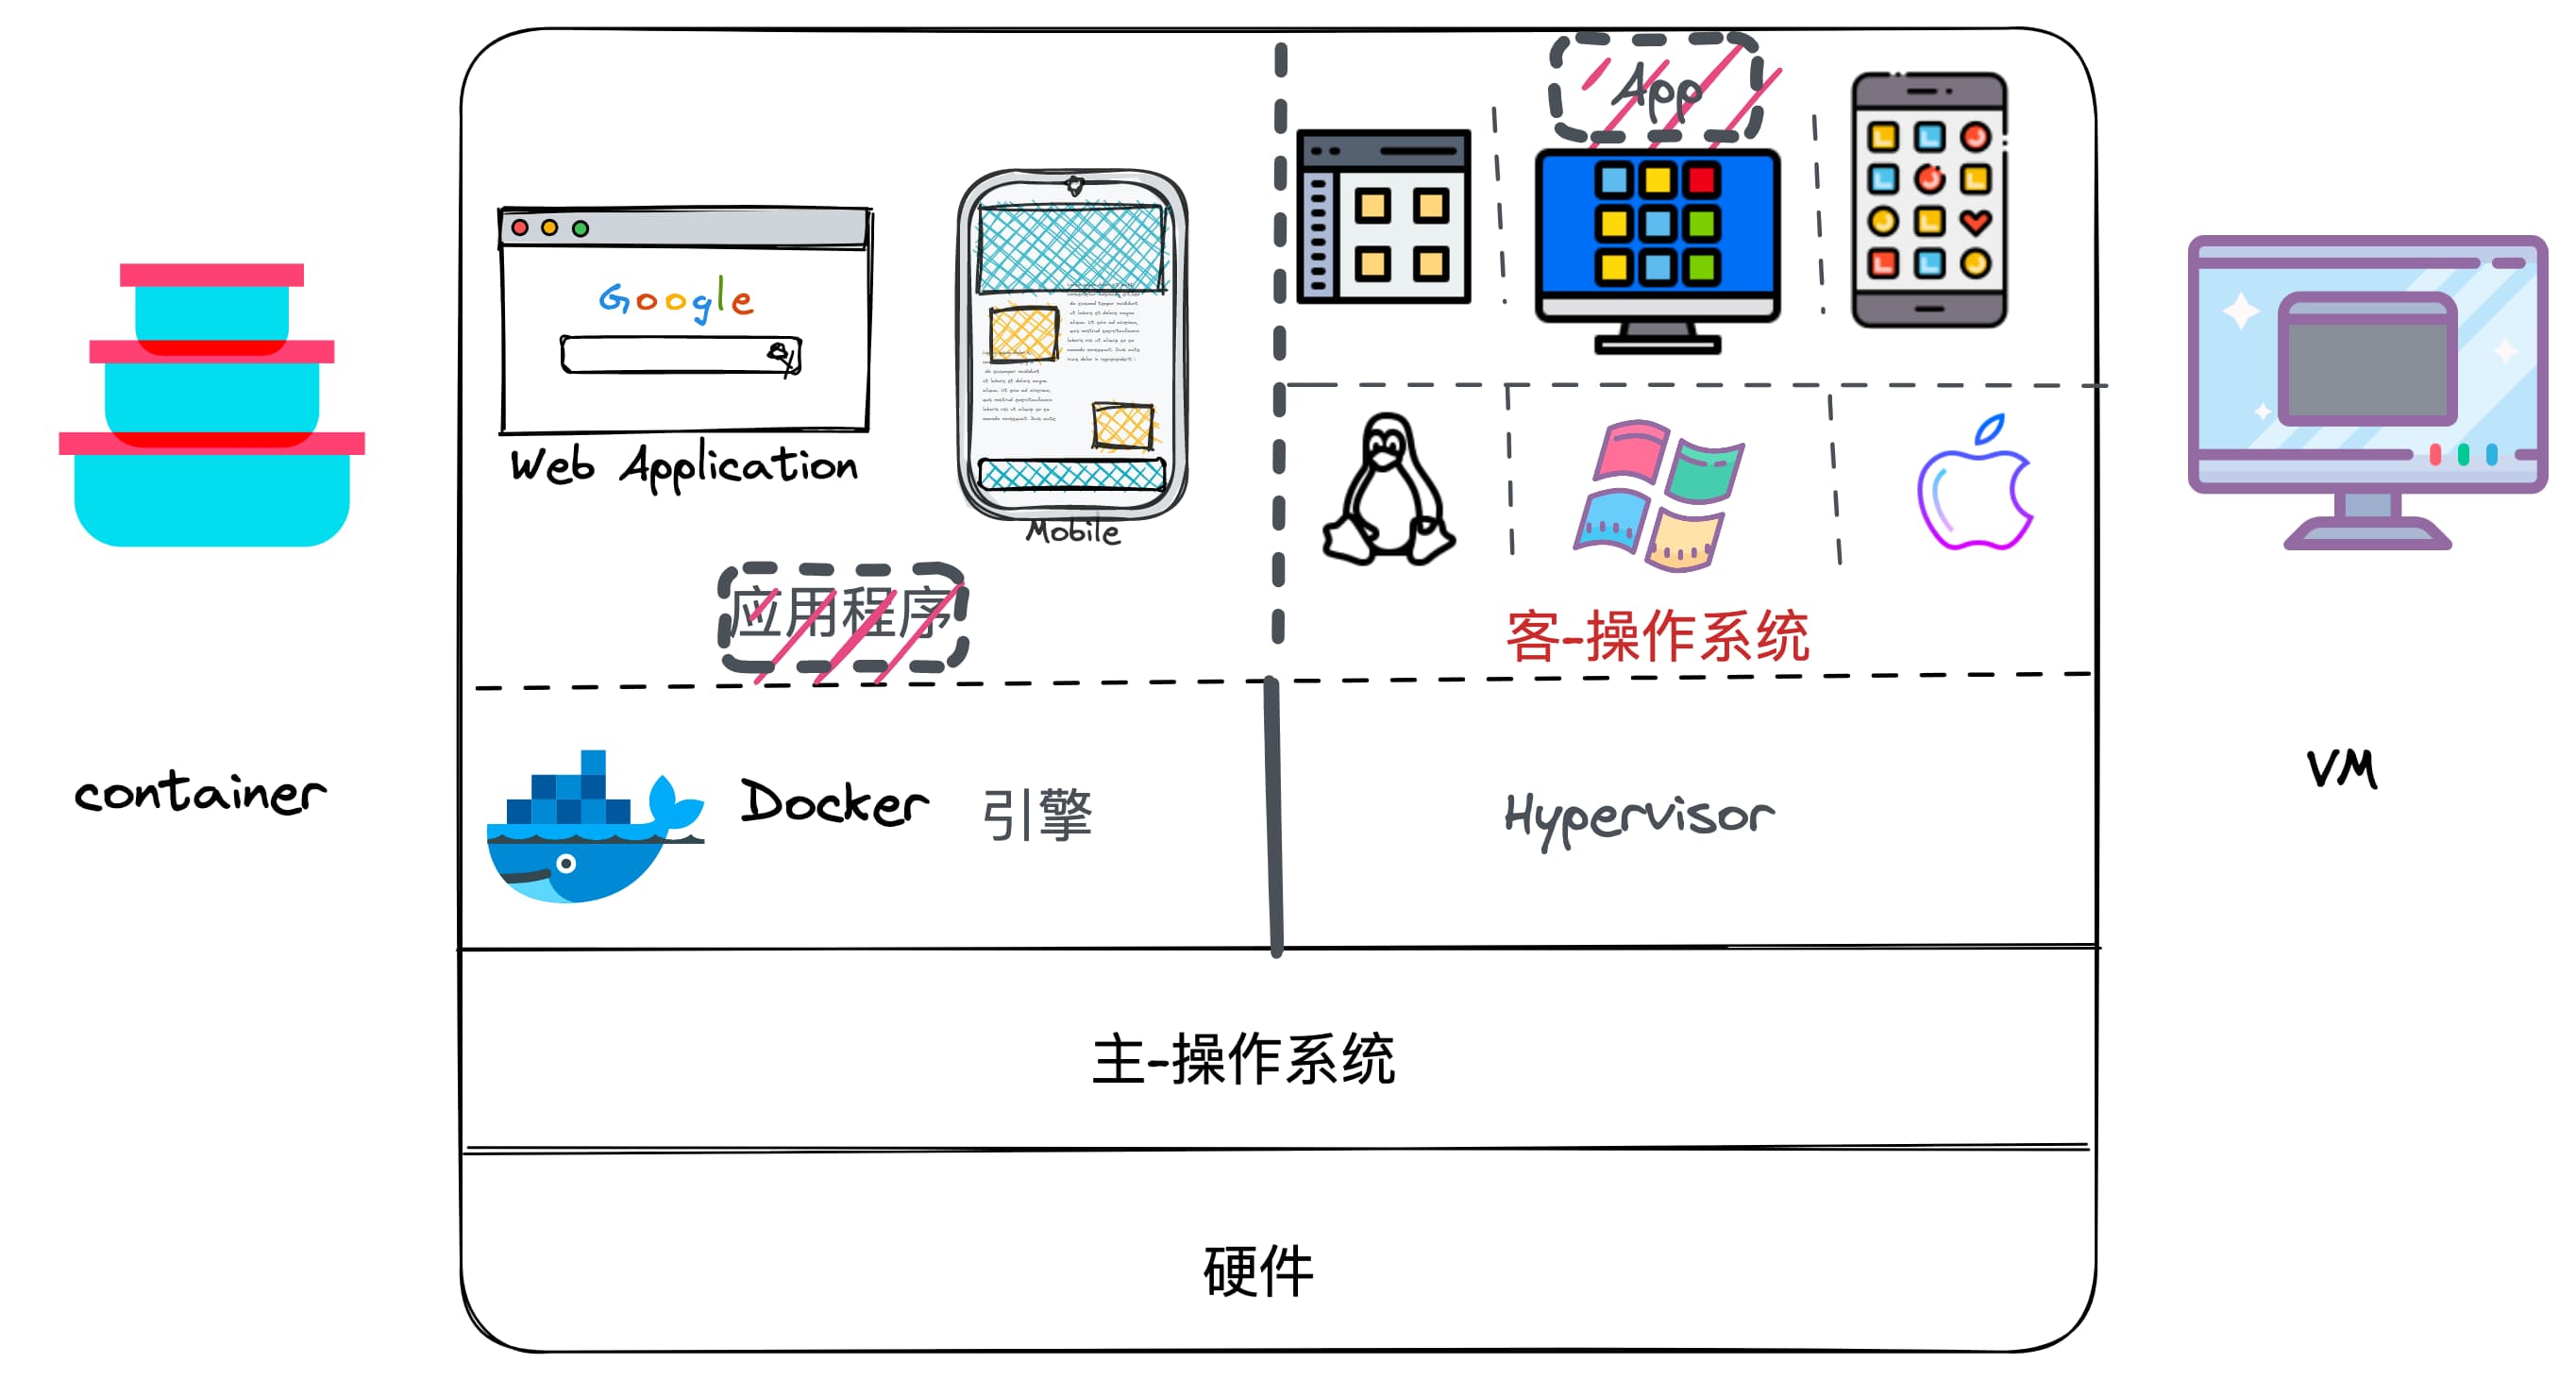 App
Google
Web Application
Mobile
应用程序
客-操作系统
container
Docker 引擎
Hypervisor
VM
主-操作系统
硬件